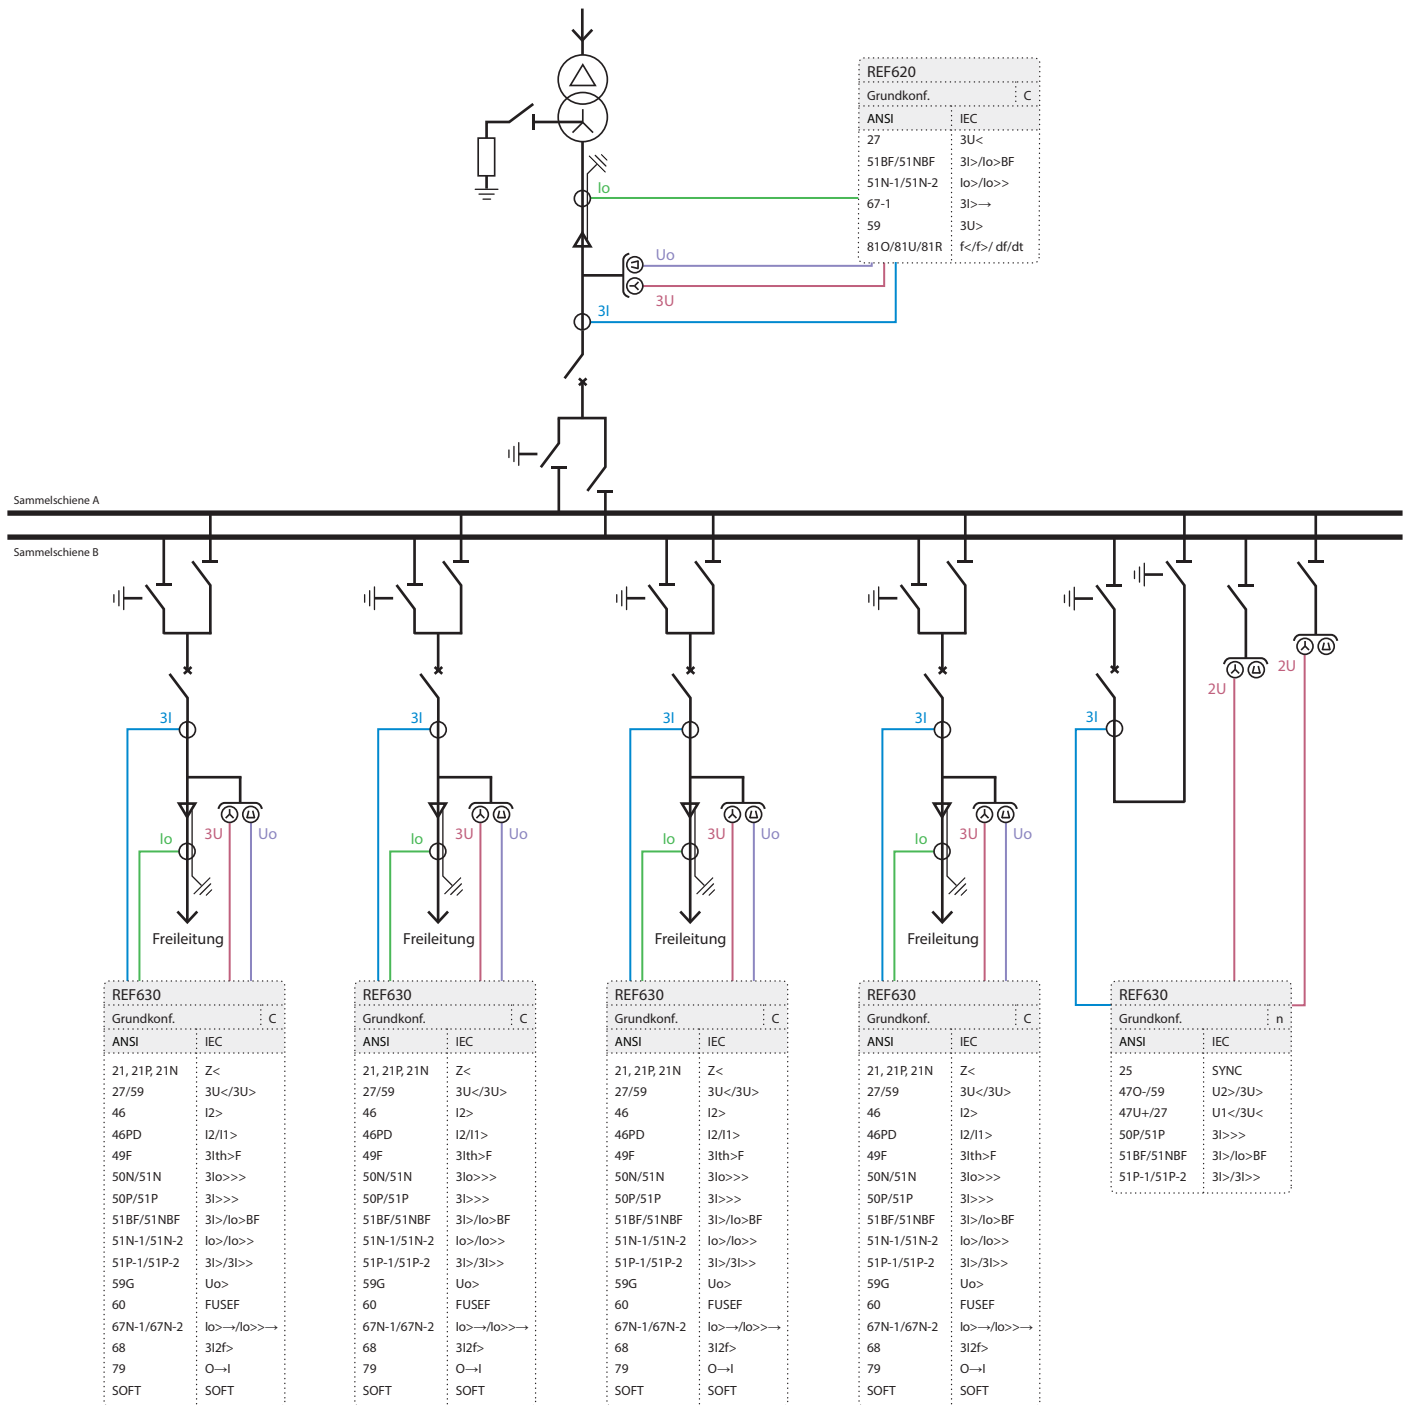 REF620
Grundkonf. C
ANSI IEC
27 3U<
51BF/51NBF 3I>/Io>BF
51N-1/51N-2 Io>/Io>>
67-1 3I>→
59 3U>
81O/81U/81R f</f>/ df/dt
Io
Uo
3U
3I
Sammelschiene A
Sammelschiene B
3I
3U
Uo
Io
Freileitung
3I
3U
Uo
Io
Freileitung
3I
3U
Uo
Io
Freileitung
3I
3U
Uo
Io
Freileitung
3I
2U
2U
REF630
Grundkonf. C
ANSI IEC
21, 21P, 21N Z<
27/59 3U</3U>
46 I2>
46PD I2/I1>
49F 3Ith>F
50N/51N 3Io>>>
50P/51P 3I>>>
51BF/51NBF 3I>/Io>BF
51N-1/51N-2 Io>/Io>>
51P-1/51P-2 3I>/3I>>
59G Uo>
60 FUSEF
67N-1/67N-2 Io>→/Io>>→
68 3I2f>
79 O→I
SOFT SOFT
REF630
Grundkonf. C
ANSI IEC
21, 21P, 21N Z<
27/59 3U</3U>
46 I2>
46PD I2/I1>
49F 3Ith>F
50N/51N 3Io>>>
50P/51P 3I>>>
51BF/51NBF 3I>/Io>BF
51N-1/51N-2 Io>/Io>>
51P-1/51P-2 3I>/3I>>
59G Uo>
60 FUSEF
67N-1/67N-2 Io>→/Io>>→
68 3I2f>
79 O→I
SOFT SOFT
REF630
Grundkonf. C
ANSI IEC
21, 21P, 21N Z<
27/59 3U</3U>
46 I2>
46PD I2/I1>
49F 3Ith>F
50N/51N 3Io>>>
50P/51P 3I>>>
51BF/51NBF 3I>/Io>BF
51N-1/51N-2 Io>/Io>>
51P-1/51P-2 3I>/3I>>
59G Uo>
60 FUSEF
67N-1/67N-2 Io>→/Io>>→
68 3I2f>
79 O→I
SOFT SOFT
REF630
Grundkonf. C
ANSI IEC
21, 21P, 21N Z<
27/59 3U</3U>
46 I2>
46PD I2/I1>
49F 3Ith>F
50N/51N 3Io>>>
50P/51P 3I>>>
51BF/51NBF 3I>/Io>BF
51N-1/51N-2 Io>/Io>>
51P-1/51P-2 3I>/3I>>
59G Uo>
60 FUSEF
67N-1/67N-2 Io>→/Io>>→
68 3I2f>
79 O→I
SOFT SOFT
REF630
Grundkonf. n
ANSI IEC
25 SYNC
47O-/59 U2>/3U>
47U+/27 U1</3U<
50P/51P 3I>>>
51BF/51NBF 3I>/Io>BF
51P-1/51P-2 3I>/3I>>